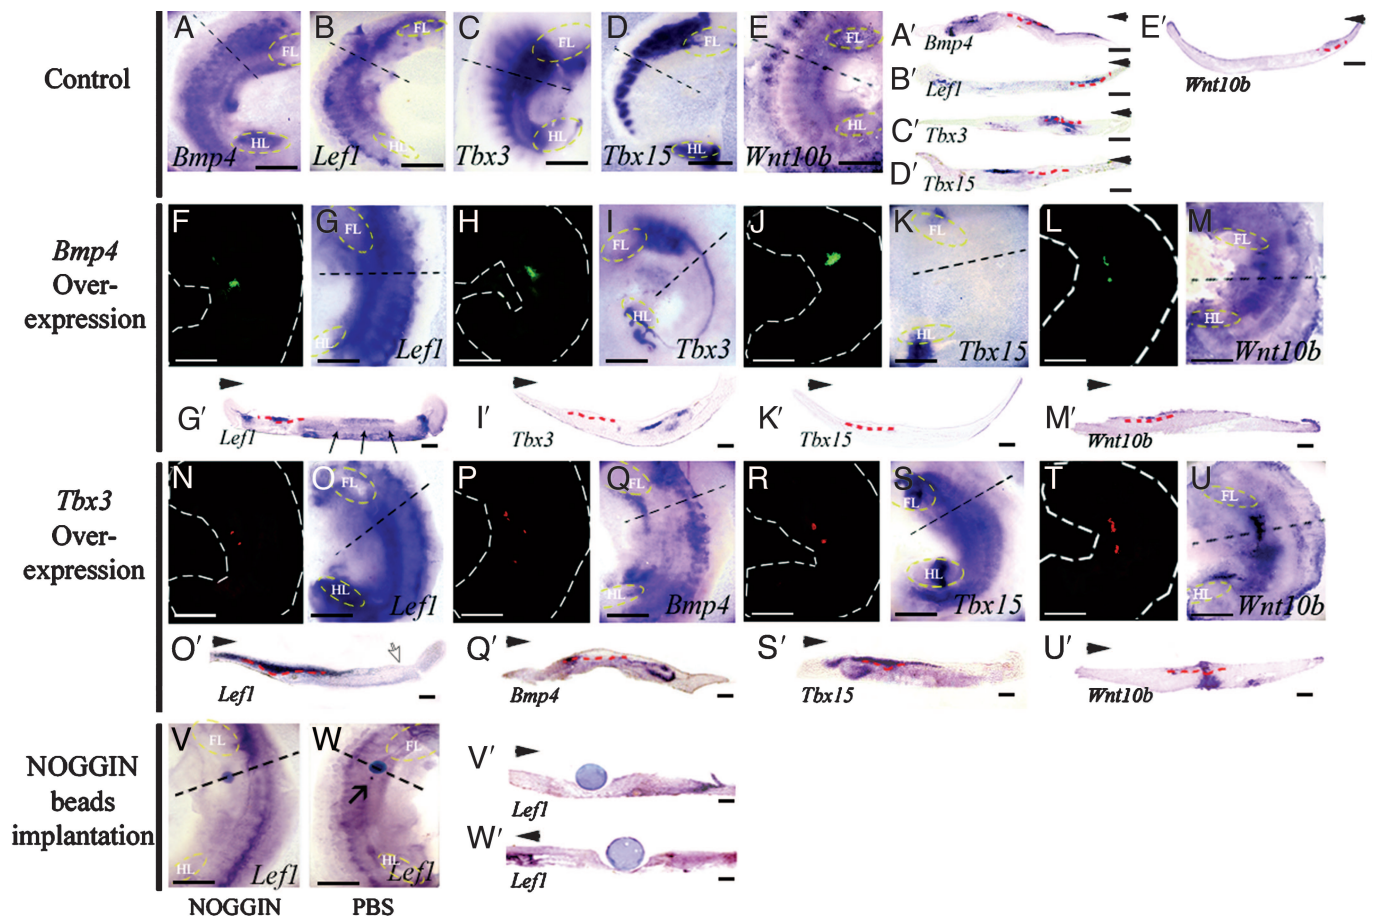 Control
A FL HL Bmp4
B FL HL Lef1
C FL HL Tbx3
D FL HL Tbx15
E FL HL Wnt10b
A′ Bmp4
B′ Lef1
C′ Tbx3
D′ Tbx15
E′ Wnt10b
Bmp4
Over-
expression
F
G FL HL Lef1
H
I FL HL Tbx3
J
K FL HL Tbx15
L
M FL HL Wnt10b
G′ Lef1
I′ Tbx3
K′ Tbx15
M′ Wnt10b
Tbx3
Over-
expression
N
O FL HL Lef1
P
Q FL HL Bmp4
R
S FL HL Tbx15
T
U FL HL Wnt10b
O′ Lef1
Q′ Bmp4
S′ Tbx15
U′ Wnt10b
NOGGIN
beads
implantation
V FL HL Lef1
W FL HL Lef1
V′ Lef1
W′ Lef1
NOGGIN
PBS